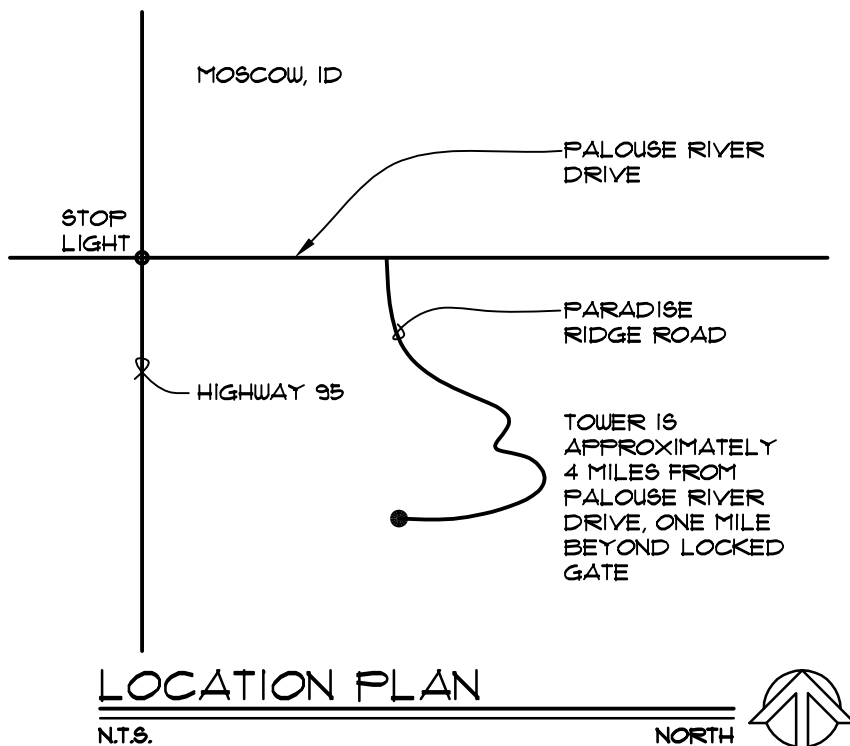 MOSCOW, ID
PALOUSE RIVER
DRIVE
STOP
LIGHT
PARADISE
RIDGE ROAD
HIGHWAY 95
TOWER IS
APPROXIMATELY
4 MILES FROM
PALOUSE RIVER
DRIVE, ONE MILE
BEYOND LOCKED
GATE
LOCATION PLAN
N.T.S.
NORTH